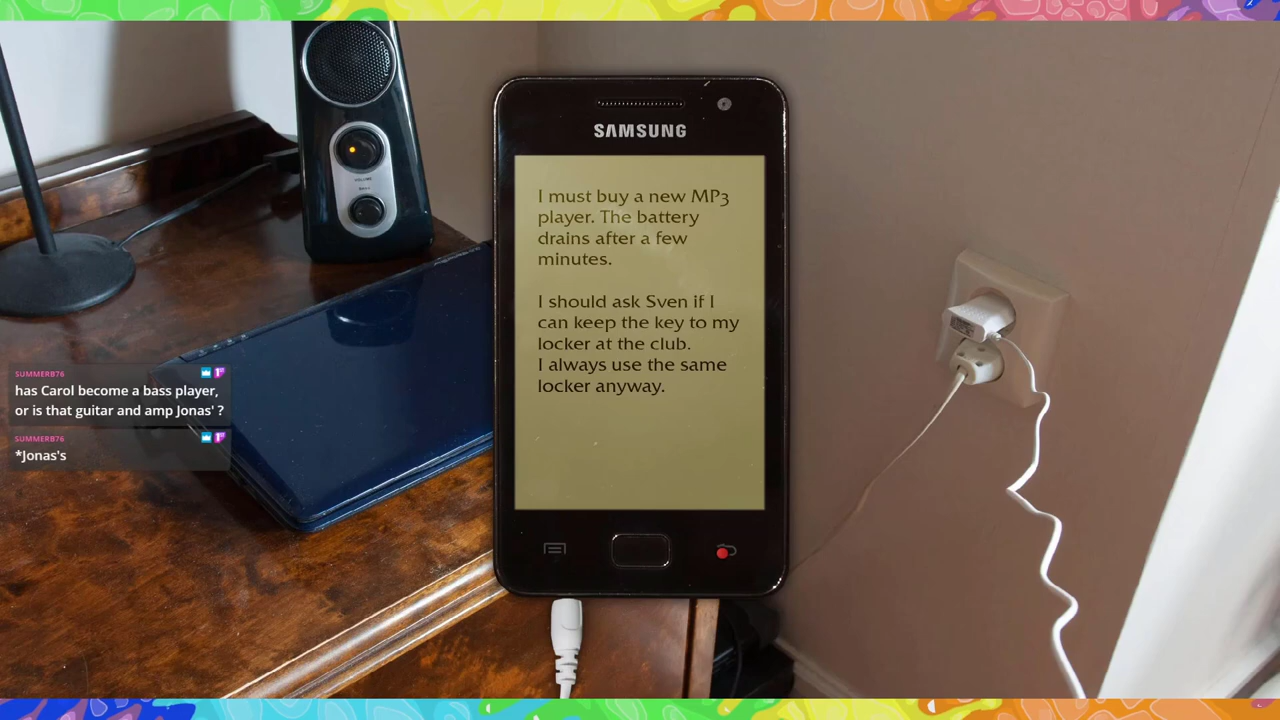 SAMSUNG
I must buy a new MP3
player. The battery
drains after a few
minutes.
I should ask Sven if I
can keep the key to my
locker at the club.
I always use the same
locker anyway.
SUMMERB76
has Carol become a bass player,
or is that guitar and amp Jonas' ?
SUMMERB76
*Jonas's